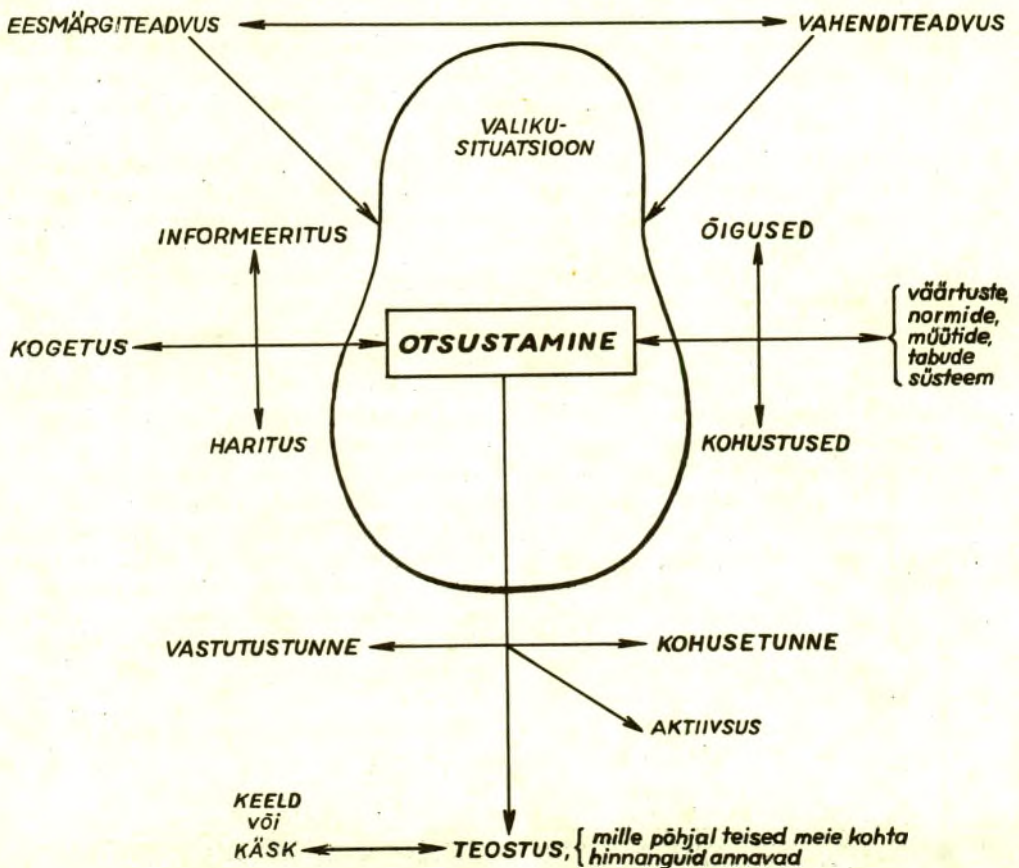 EESMÄRGITEADVUS
VAHENDITEADVUS
VALIKU-
SITUATSIOON
INFORMEERITUS
ÕIGUSED
KOGETUS
OTSUSTAMINE
väärtuste,
normide,
müütide,
tabude
süsteem
HARITUS
KOHUSTUSED
VASTUTUSTUNNE
KOHUSETUNNE
AKTIIVSUS
KEELD
või
KÄSK
TEOSTUS,
mille põhjal teised meie kohta
hinnanguid annavad